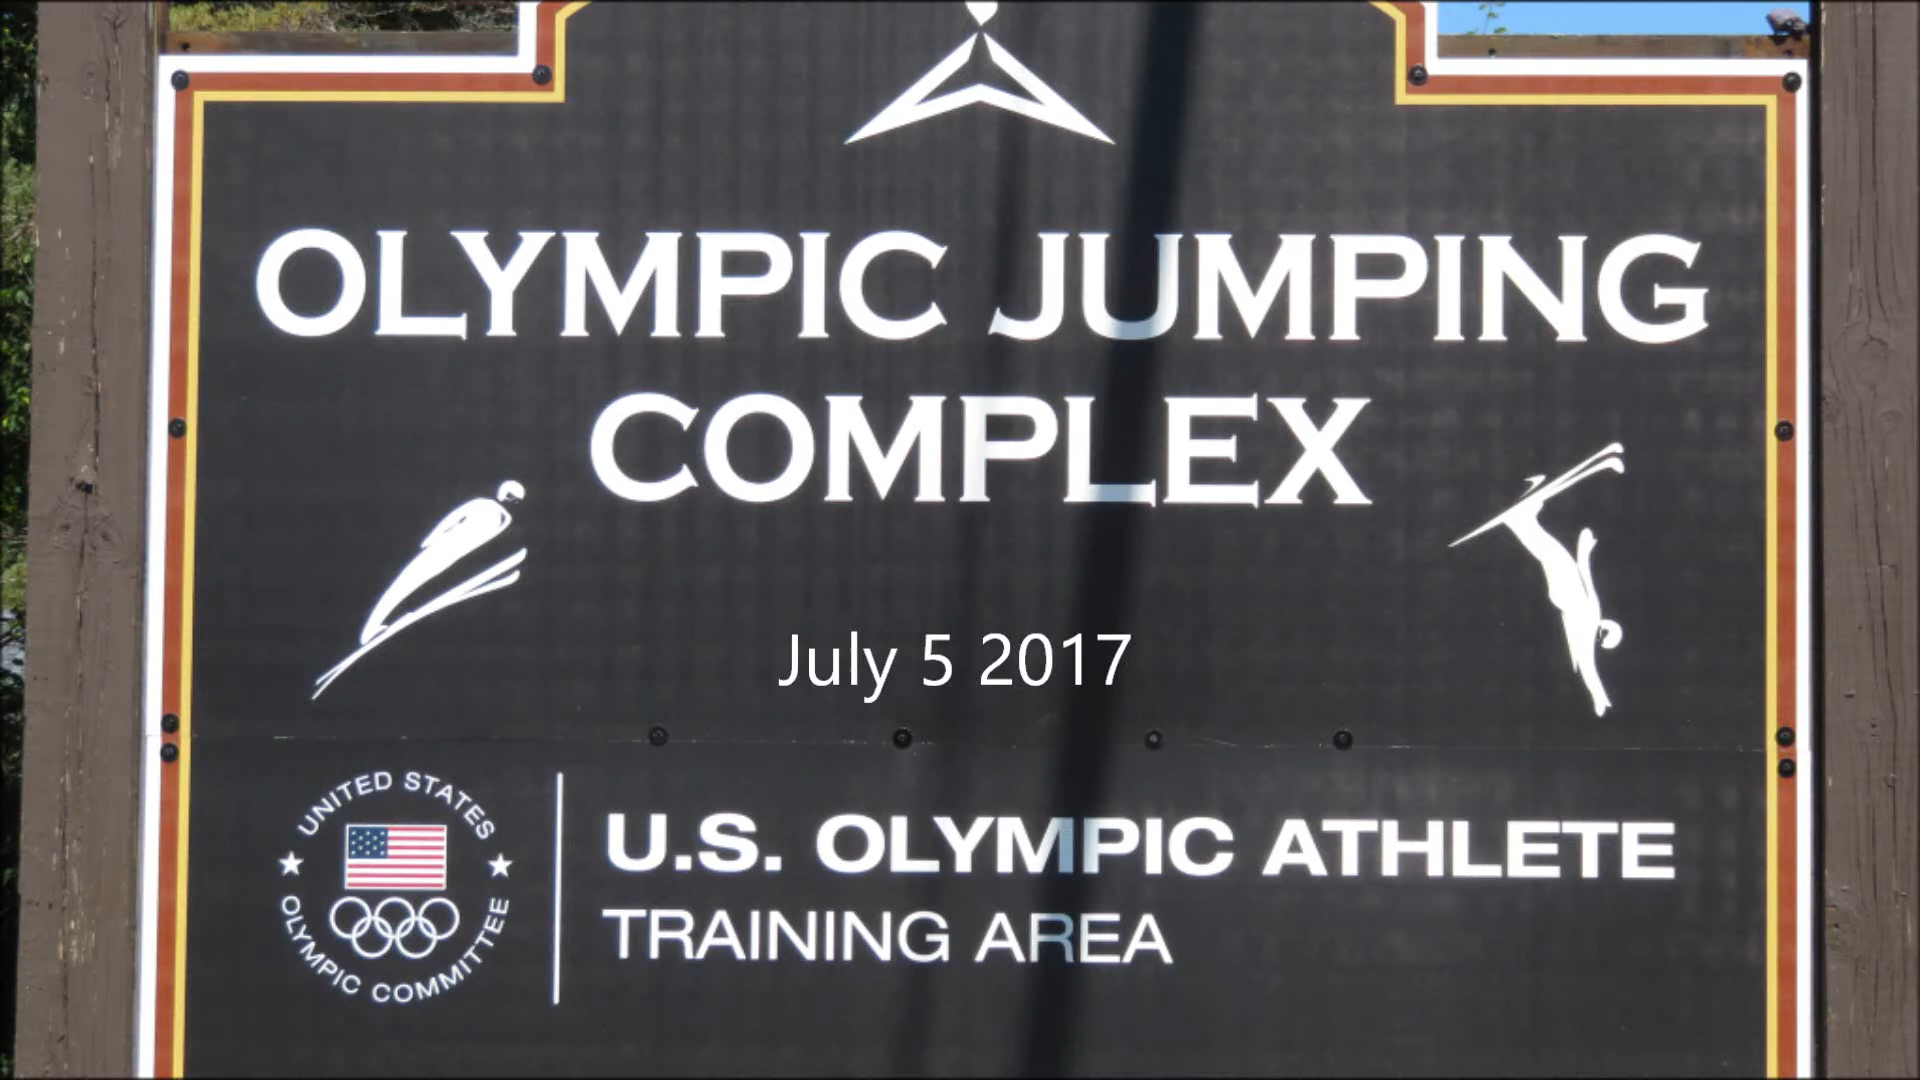 OLYMPIC JUMPING
COMPLEX
July 5 2017
UNITED STATES
OLYMPIC COMMITTEE
U.S. OLYMPIC ATHLETE
TRAINING AREA